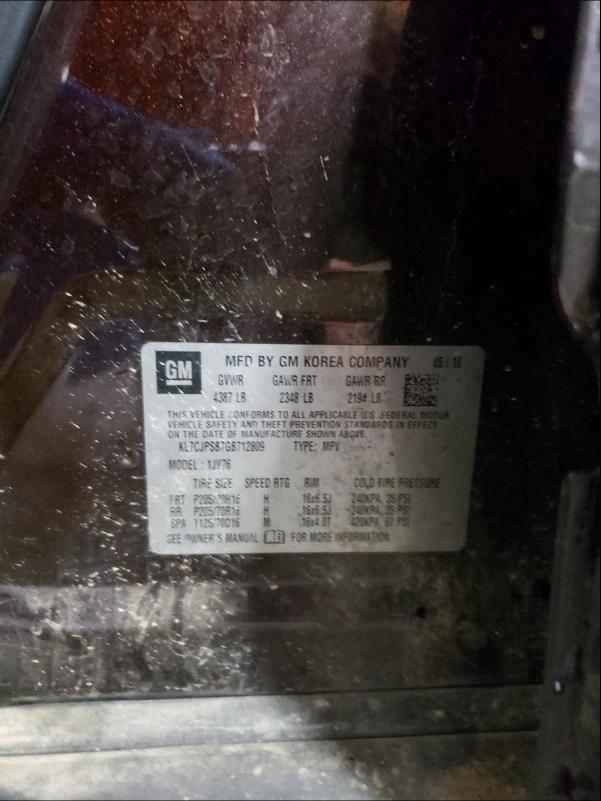 GM
MFD BY GM KOREA COMPANY 05/16
GVWR GAWR FRT GAWR RR
4387 LB 2348 LB 2194 LB
THIS VEHICLE CONFORMS TO ALL APPLICABLE U.S. FEDERAL MOTOR
VEHICLE SAFETY AND THEFT PREVENTION STANDARDS IN EFFECT
ON THE DATE OF MANUFACTURE SHOWN ABOVE.
KL7CJPSB7GB712809 TYPE: MPV
MODEL : 1JV76
TIRE SIZE SPEED RTG RIM COLD TIRE PRESSURE
FRT P205/70R16 H 16x6.5J 240KPA, 35 PSI
RR P205/70R16 H 16x6.5J 240KPA, 35 PSI
SPA T125/70D16 M 16x4.0T 420KPA, 60 PSI
SEE OWNER'S MANUAL FOR MORE INFORMATION